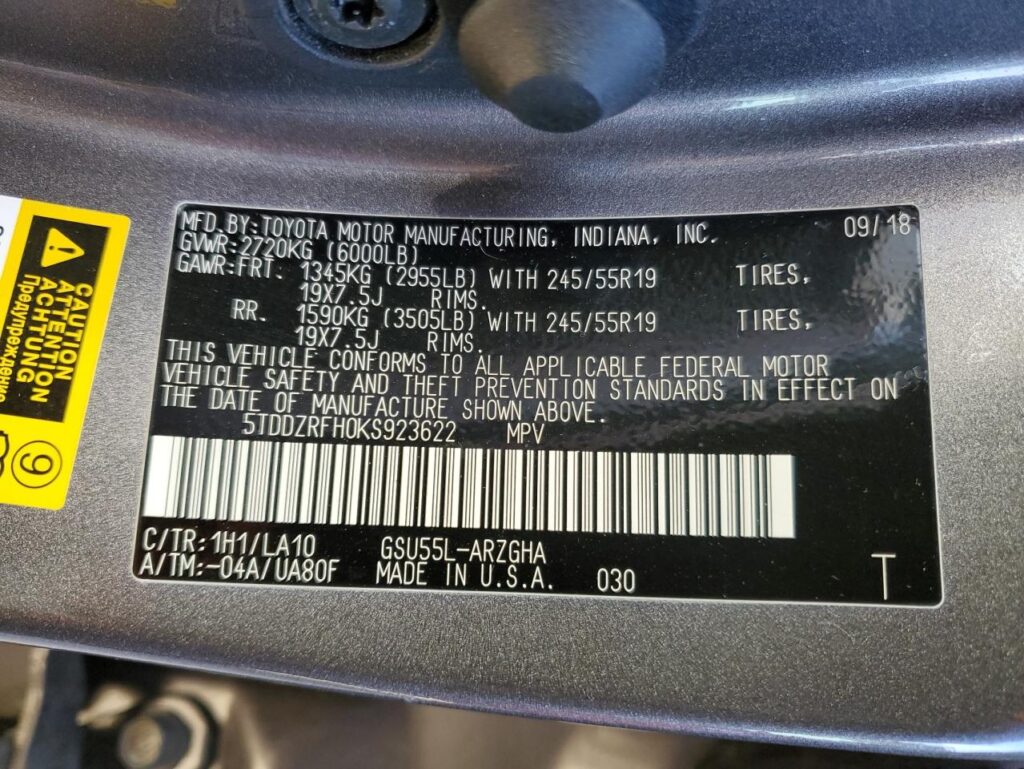 CAUTION
ATTENTION
ACHTUNG
Предупреждение
9
MFD.BY:TOYOTA MOTOR MANUFACTURING, INDIANA, INC. 09/18
GVWR:2720KG (6000LB)
GAWR:FRT. 1345KG (2955LB) WITH 245/55R19 TIRES,
19X7.5J RIMS.
RR. 1590KG (3505LB) WITH 245/55R19 TIRES,
19X7.5J RIMS.
THIS VEHICLE CONFORMS TO ALL APPLICABLE FEDERAL MOTOR
VEHICLE SAFETY AND THEFT PREVENTION STANDARDS IN EFFECT ON
THE DATE OF MANUFACTURE SHOWN ABOVE.
5TDDZRFH0KS923622 MPV
C/TR:1H1/LA10 GSU55L-ARZGHA
A/TM:-04A/UA80F MADE IN U.S.A. 030 T